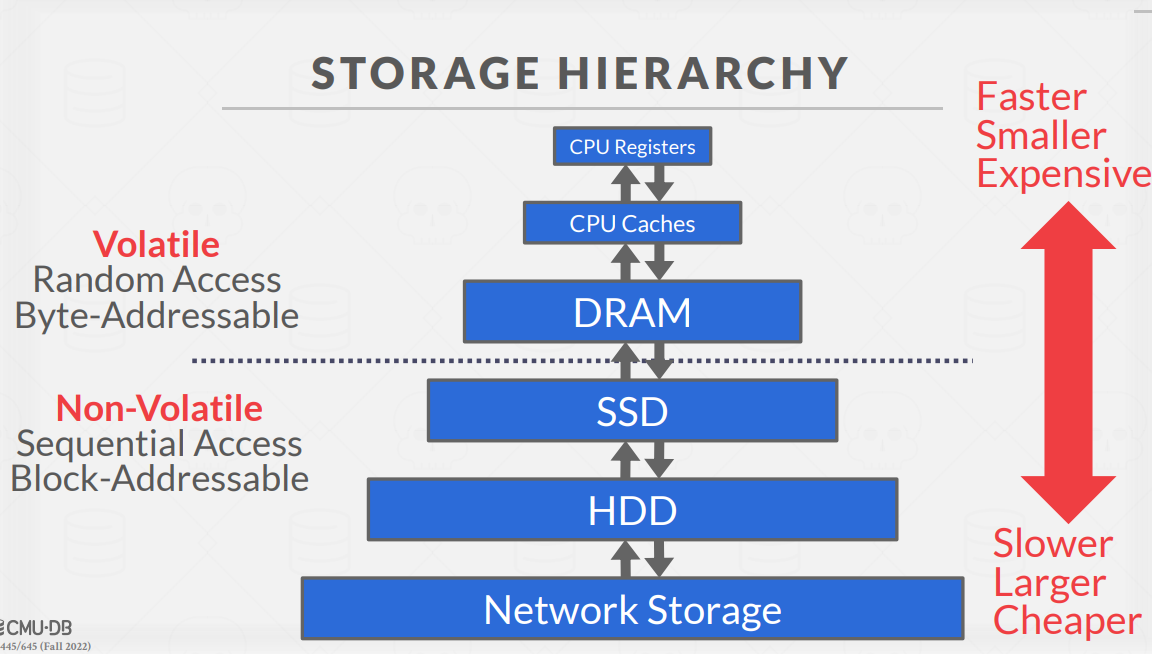 STORAGE HIERARCHY
Faster
Smaller
Expensive
CPU Registers
CPU Caches
Volatile
Random Access
Byte-Addressable
DRAM
Non-Volatile
Sequential Access
Block-Addressable
SSD
HDD
Network Storage
Slower
Larger
Cheaper
CMU·DB
445/645 (Fall 2022)